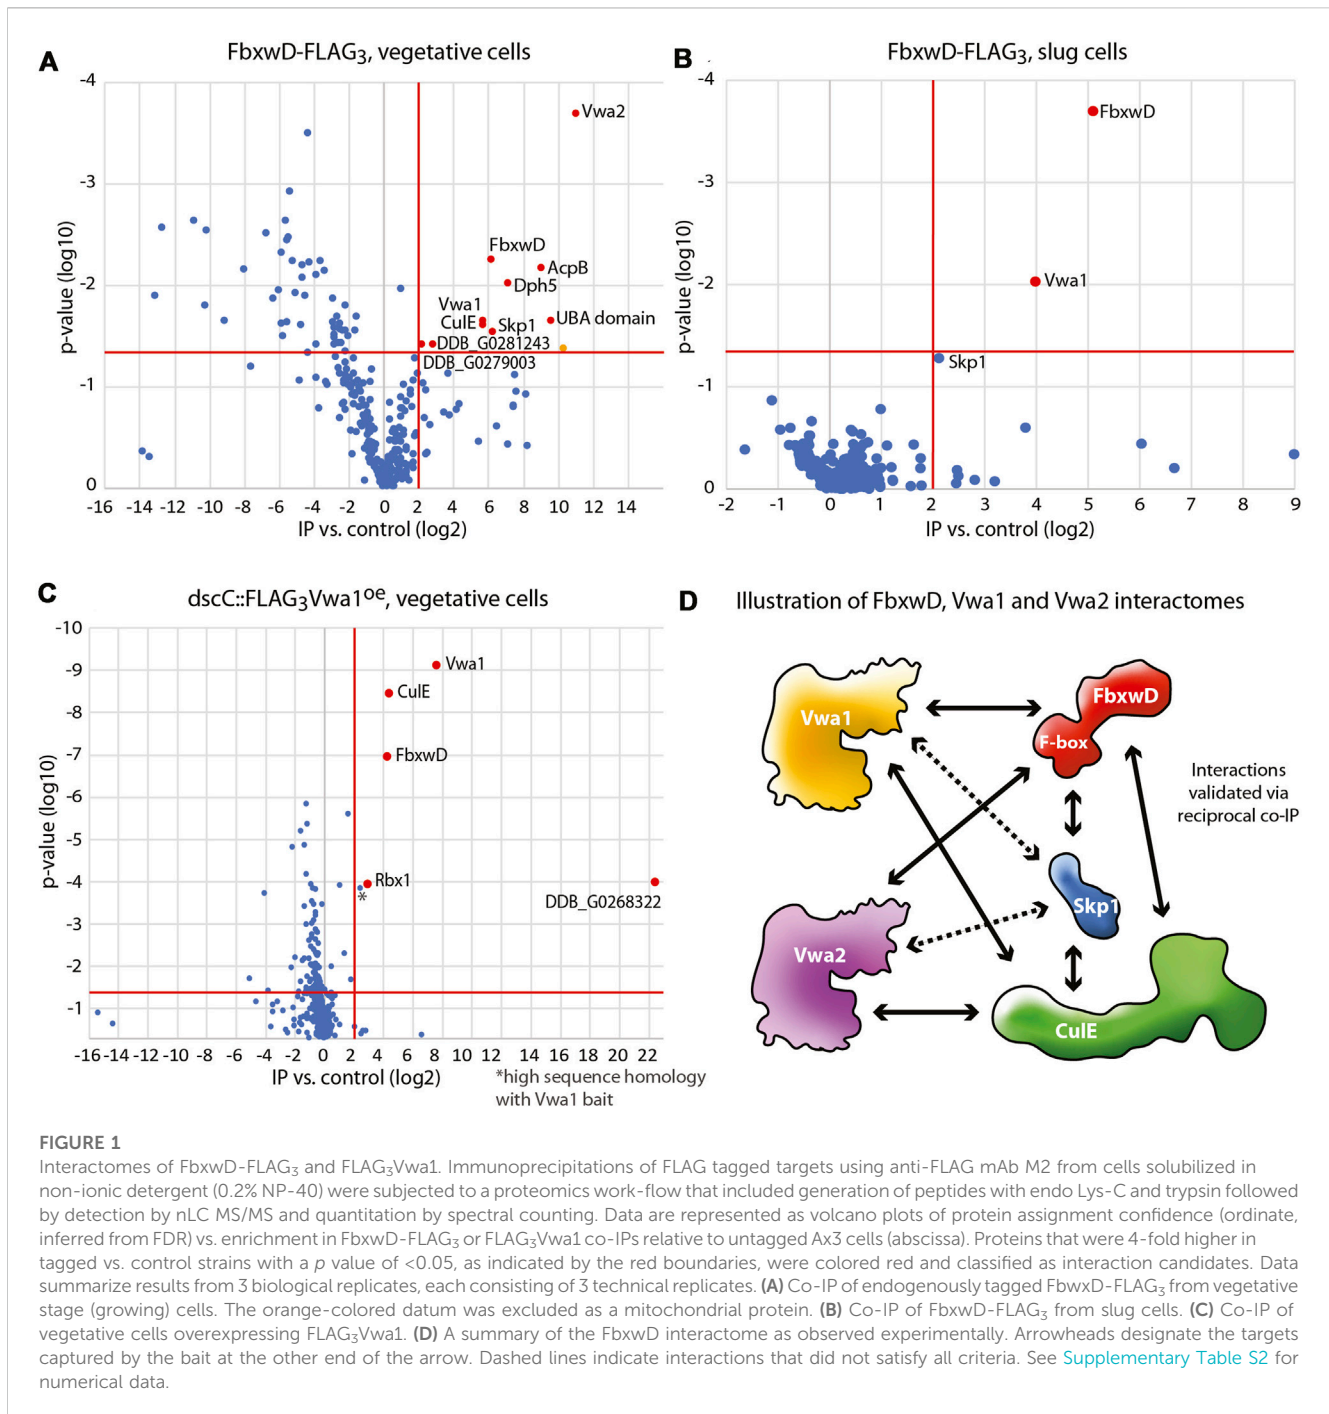 A
FbxwD-FLAG3, vegetative cells
-4
-3
-2
-1
0
p-value (log10)
Vwa2
FbxwD
AcpB
Dph5
Vwa1
CulE
Skp1
UBA domain
DDB_G0281243
DDB_G0279003
-16 -14 -12 -10 -8 -6 -4 -2 0 2 4 6 8 10 12 14
IP vs. control (log2)
B
FbxwD-FLAG3, slug cells
-4
-3
-2
-1
0
p-value (log10)
FbxwD
Vwa1
Skp1
-2 -1 0 1 2 3 4 5 6 7 8 9
IP vs. control (log2)
C
dscC::FLAG3Vwa1oe, vegetative cells
-10
-9
-8
-7
-6
-5
-4
-3
-2
-1
p-value (log10)
Vwa1
CulE
FbxwD
Rbx1
*
DDB_G0268322
-16 -14 -12 -10 -8 -6 -4 -2 0 2 4 6 8 10 12 14 16 18 20 22
IP vs. control (log2)
*high sequence homology
with Vwa1 bait
D
Illustration of FbxwD, Vwa1 and Vwa2 interactomes
Vwa1
FbxwD
F-box
Interactions
validated via
reciprocal co-IP
Skp1
Vwa2
CulE
FIGURE 1
Interactomes of FbxwD-FLAG3 and FLAG3Vwa1. Immunoprecipitations of FLAG tagged targets using anti-FLAG mAb M2 from cells solubilized in
non-ionic detergent (0.2% NP-40) were subjected to a proteomics work-flow that included generation of peptides with endo Lys-C and trypsin followed
by detection by nLC MS/MS and quantitation by spectral counting. Data are represented as volcano plots of protein assignment confidence (ordinate,
inferred from FDR) vs. enrichment in FbxwD-FLAG3 or FLAG3Vwa1 co-IPs relative to untagged Ax3 cells (abscissa). Proteins that were 4-fold higher in
tagged vs. control strains with a p value of <0.05, as indicated by the red boundaries, were colored red and classified as interaction candidates. Data
summarize results from 3 biological replicates, each consisting of 3 technical replicates. (A) Co-IP of endogenously tagged FbwxD-FLAG3 from vegetative
stage (growing) cells. The orange-colored datum was excluded as a mitochondrial protein. (B) Co-IP of FbxwD-FLAG3 from slug cells. (C) Co-IP of
vegetative cells overexpressing FLAG3Vwa1. (D) A summary of the FbxwD interactome as observed experimentally. Arrowheads designate the targets
captured by the bait at the other end of the arrow. Dashed lines indicate interactions that did not satisfy all criteria. See Supplementary Table S2 for
numerical data.